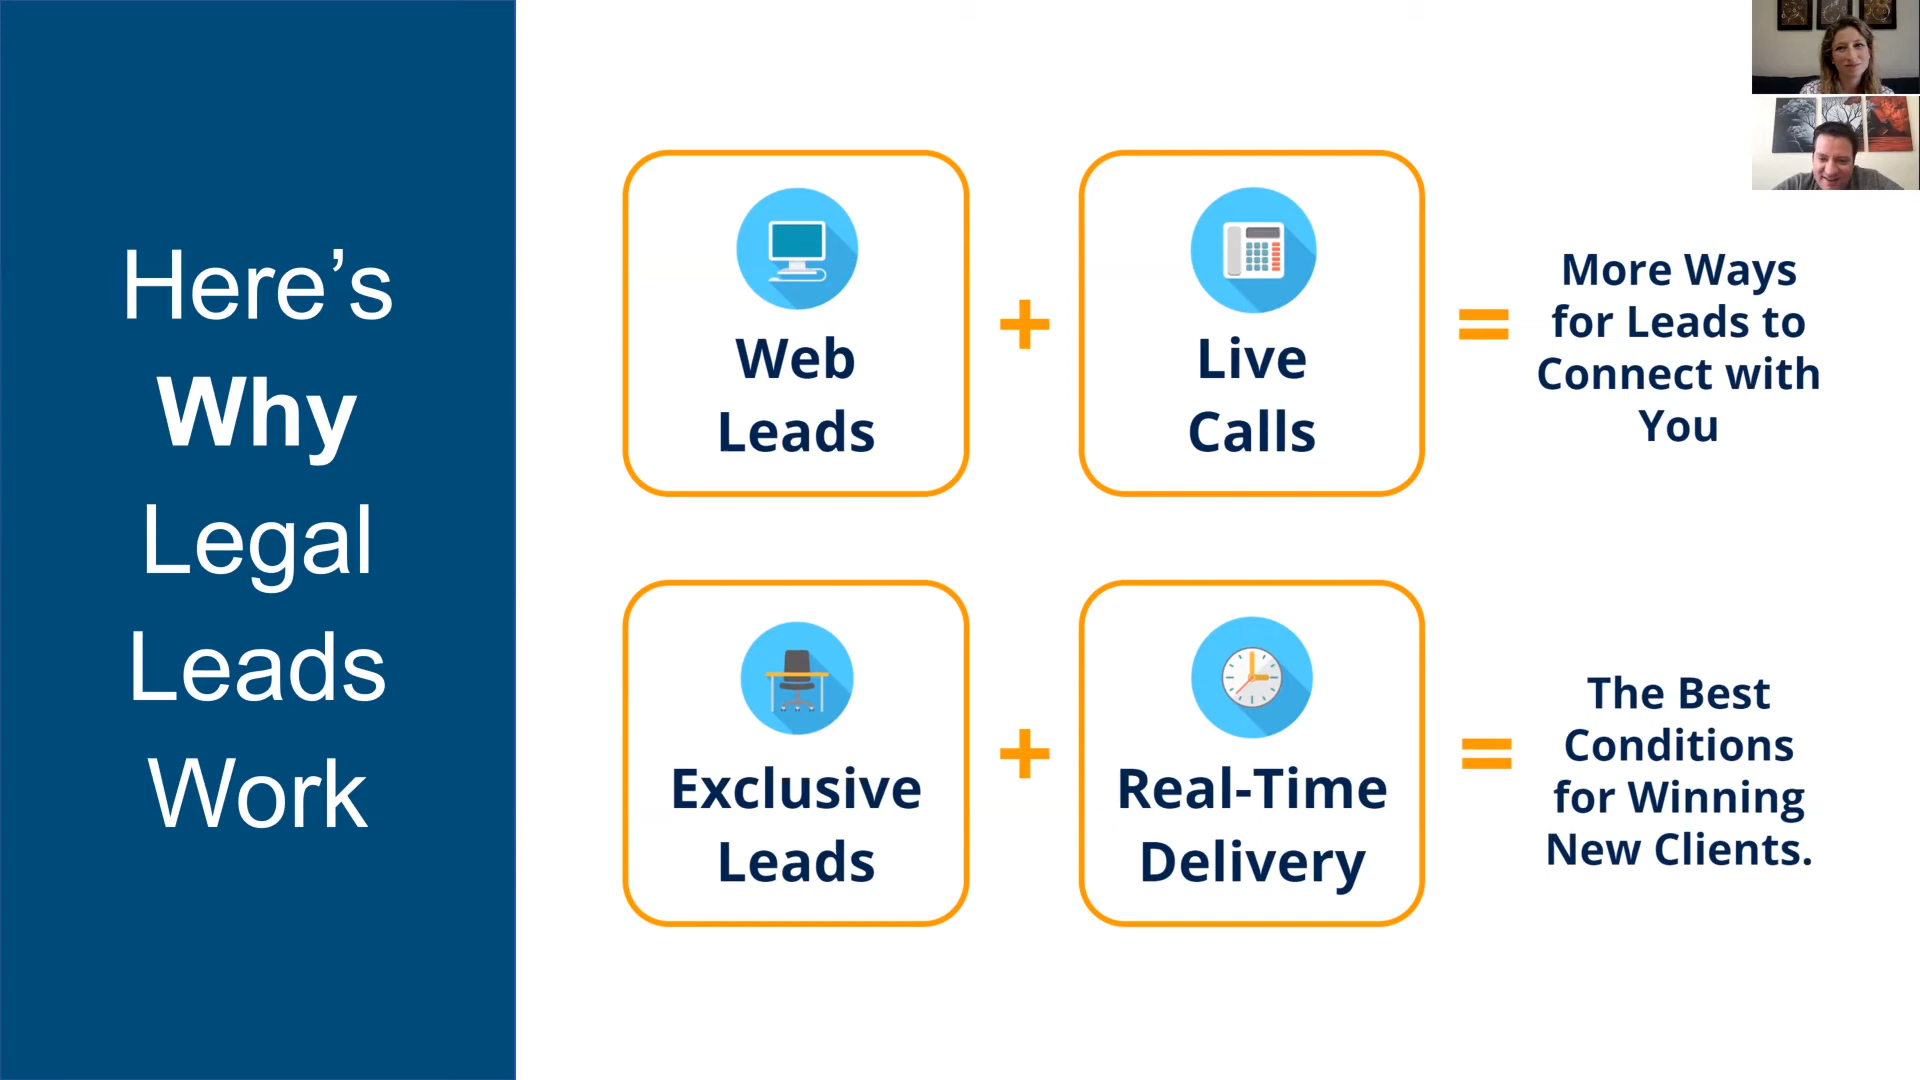 Here’s
Why
Legal
Leads
Work
Web
Leads
+
Live
Calls
=
More Ways
for Leads to
Connect with
You
Exclusive
Leads
+
Real-Time
Delivery
=
The Best
Conditions
for Winning
New Clients.